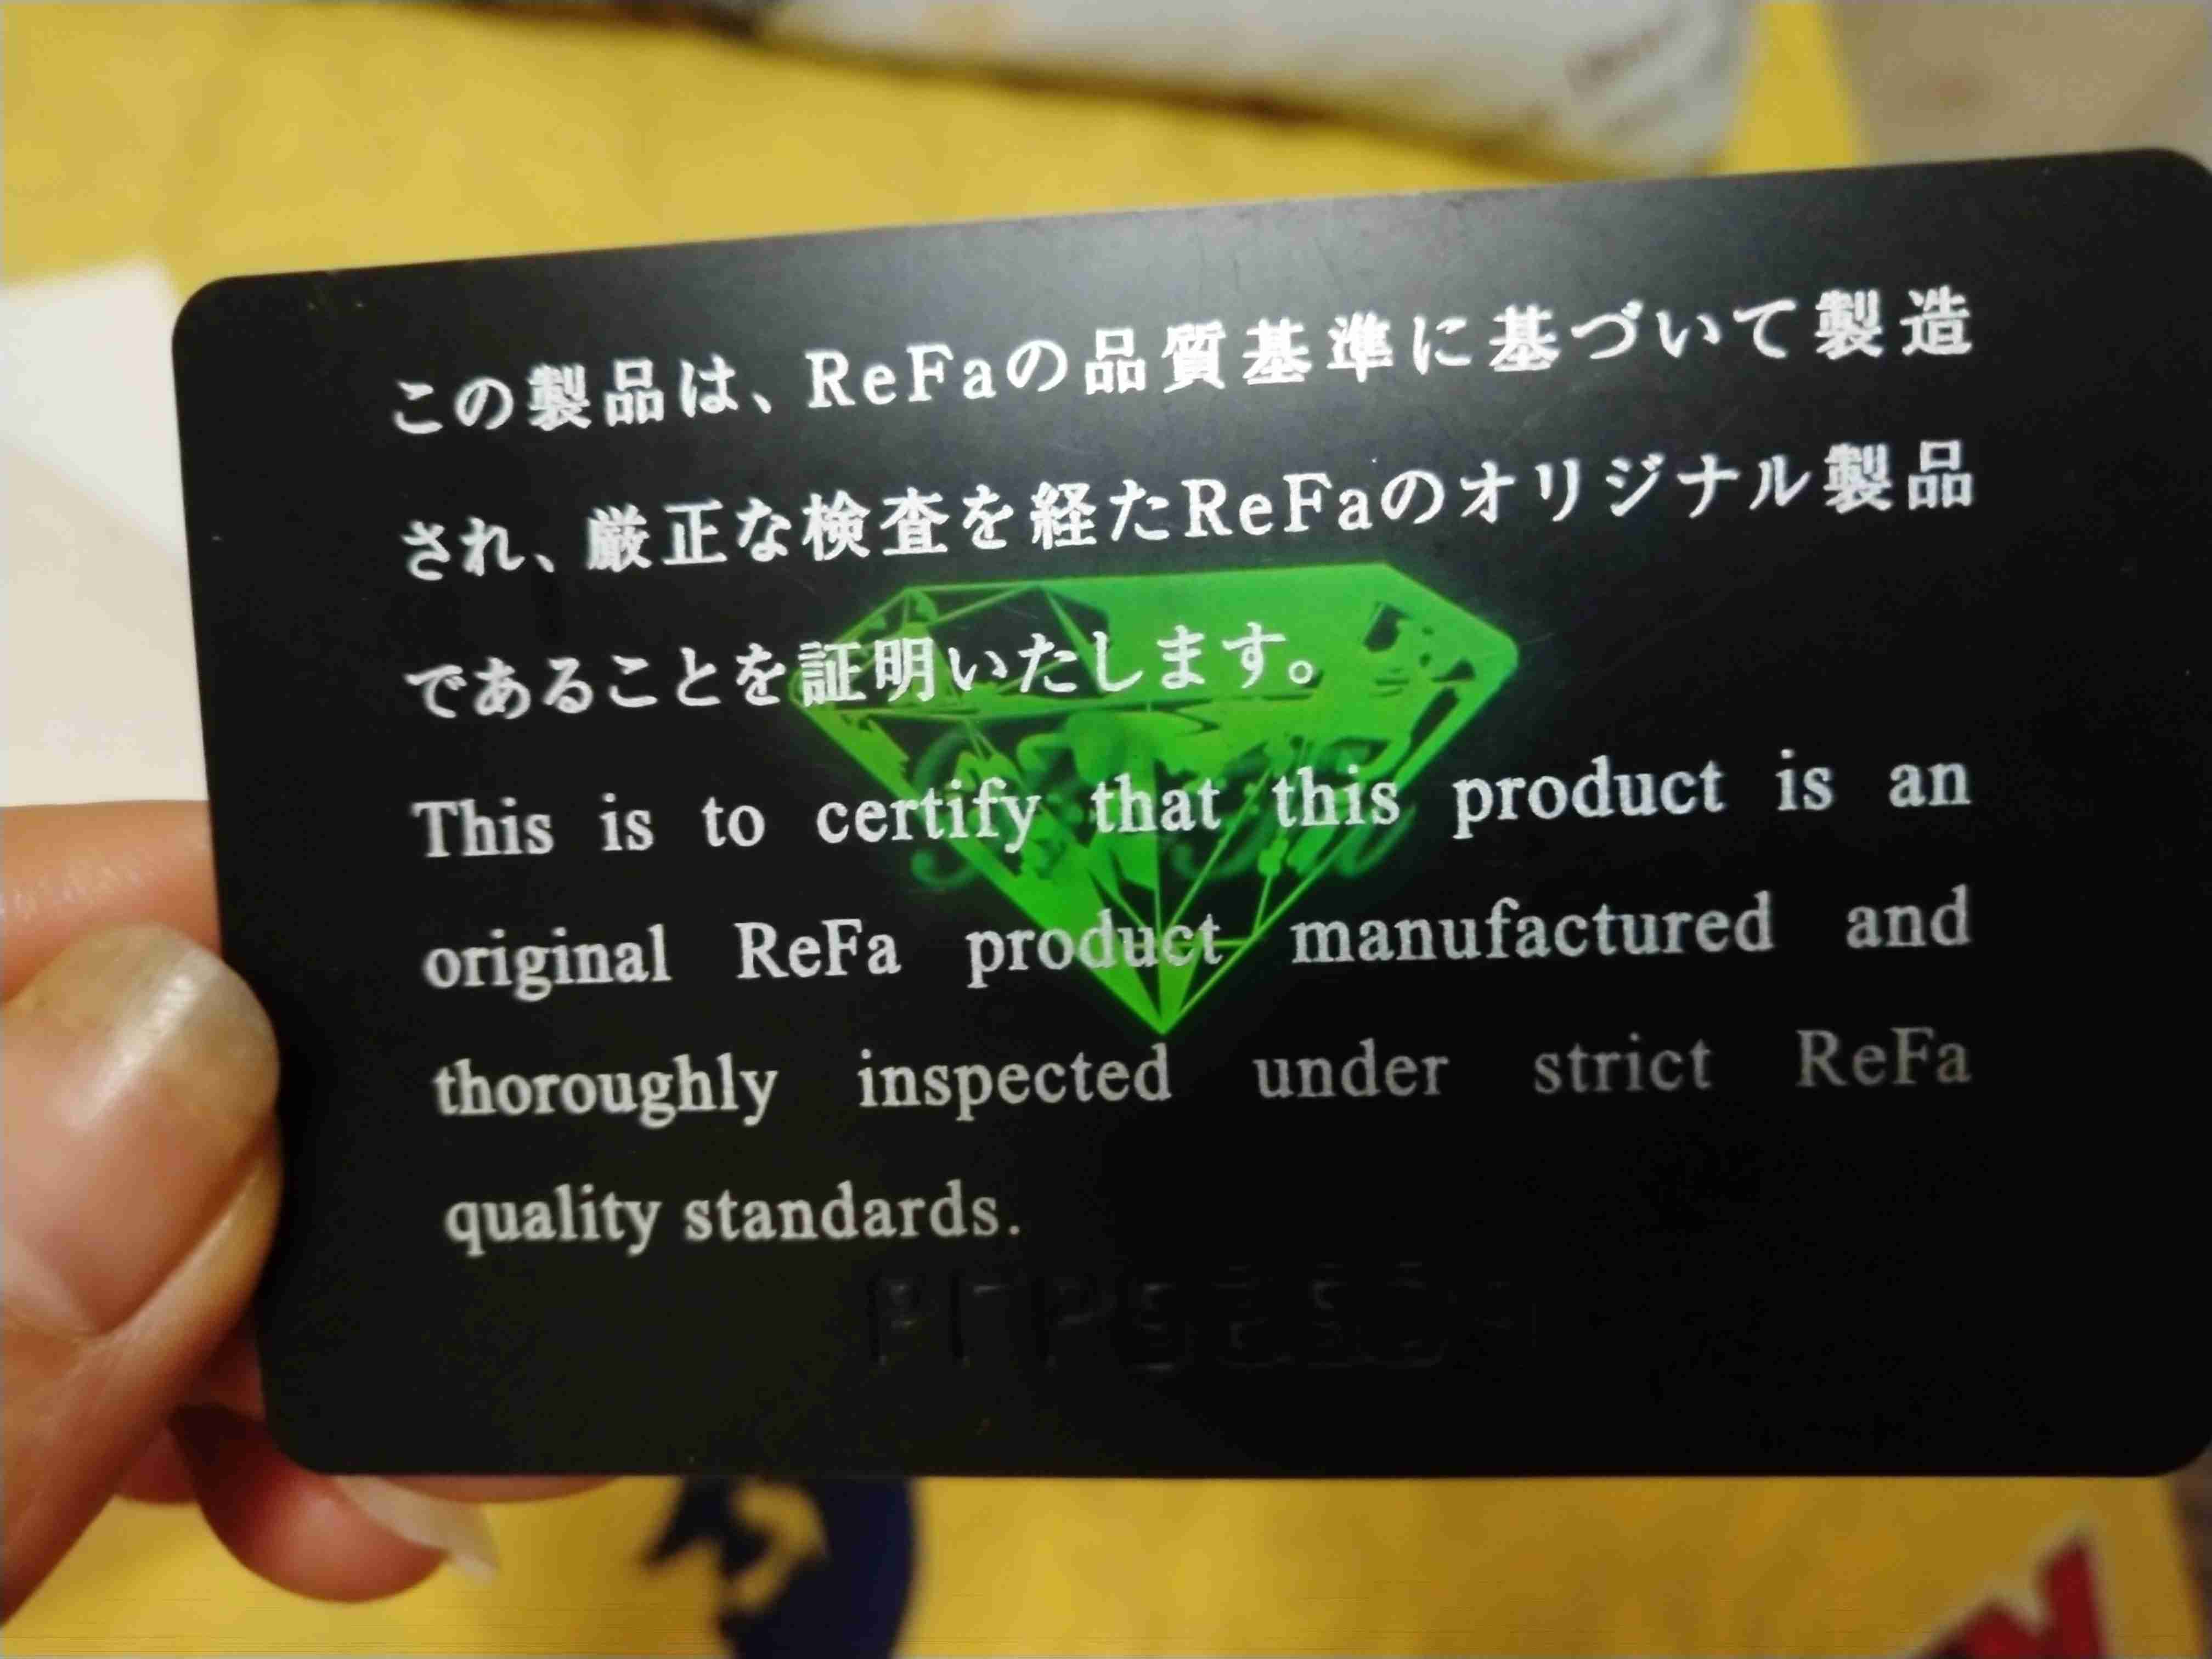 この製品は、ReFaの品質基準に基づいて製造
され、厳正な検査を経たReFaのオリジナル製品
であることを証明いたします。
This is to certify that this product is an
original ReFa product manufactured and
thoroughly inspected under strict ReFa
quality standards.